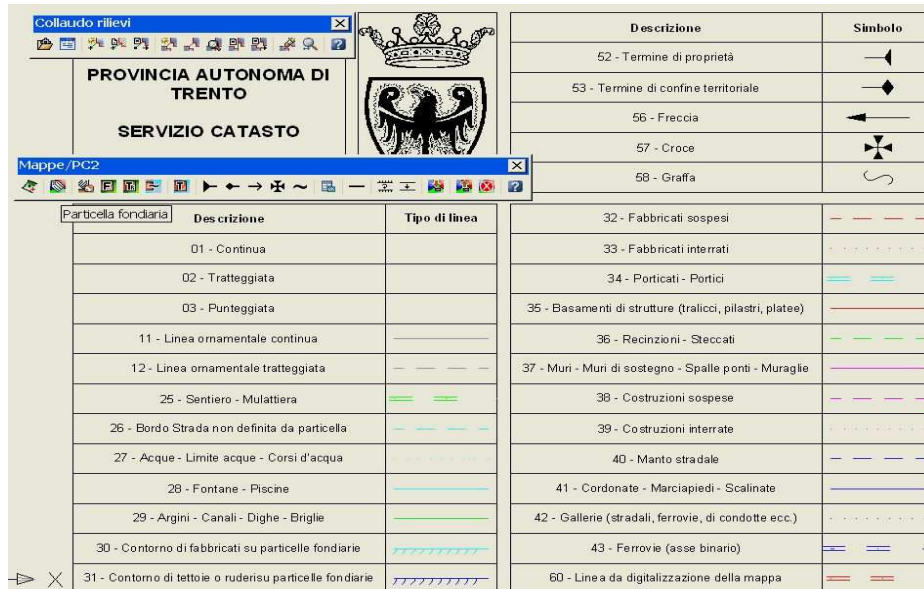 Collaudo rilievi
PROVINCIA AUTONOMA DI
TRENTO
SERVIZIO CATASTO
Mappe/PC2
Particella fondiaria
Descrizione Simbolo
52 - Termine di proprietà
53 - Termine di confine territoriale
56 - Freccia
57 - Croce
58 - Graffa
Descrizione Tipo di linea
01 - Continua
02 - Tratteggiata
03 - Punteggiata
11 - Linea ornamentale continua
12 - Linea ornamentale tratteggiata
25 - Sentiero - Mulattiera
26 - Bordo Strada non definita da particella
27 - Acque - Limite acque - Corsi d'acqua
28 - Fontane - Piscine
29 - Argini - Canali - Dighe - Briglie
30 - Contorno di fabbricati su particelle fondiarie
31 - Contorno di tettoie o ruderisu particelle fondiarie
32 - Fabbricati sospesi
33 - Fabbricati interrati
34 - Porticati - Portici
35 - Basamenti di strutture (tralicci, pilastri, platee)
36 - Recinzioni - Steccati
37 - Muri - Muri di sostegno - Spalle ponti - Muraglie
38 - Costruzioni sospese
39 - Costruzioni interrate
40 - Manto stradale
41 - Cordonate - Marciapiedi - Scalinate
42 - Gallerie (stradali, ferrovie, di condotte ecc.)
43 - Ferrovie (asse binario)
60 - Linea da digitalizzazione della mappa